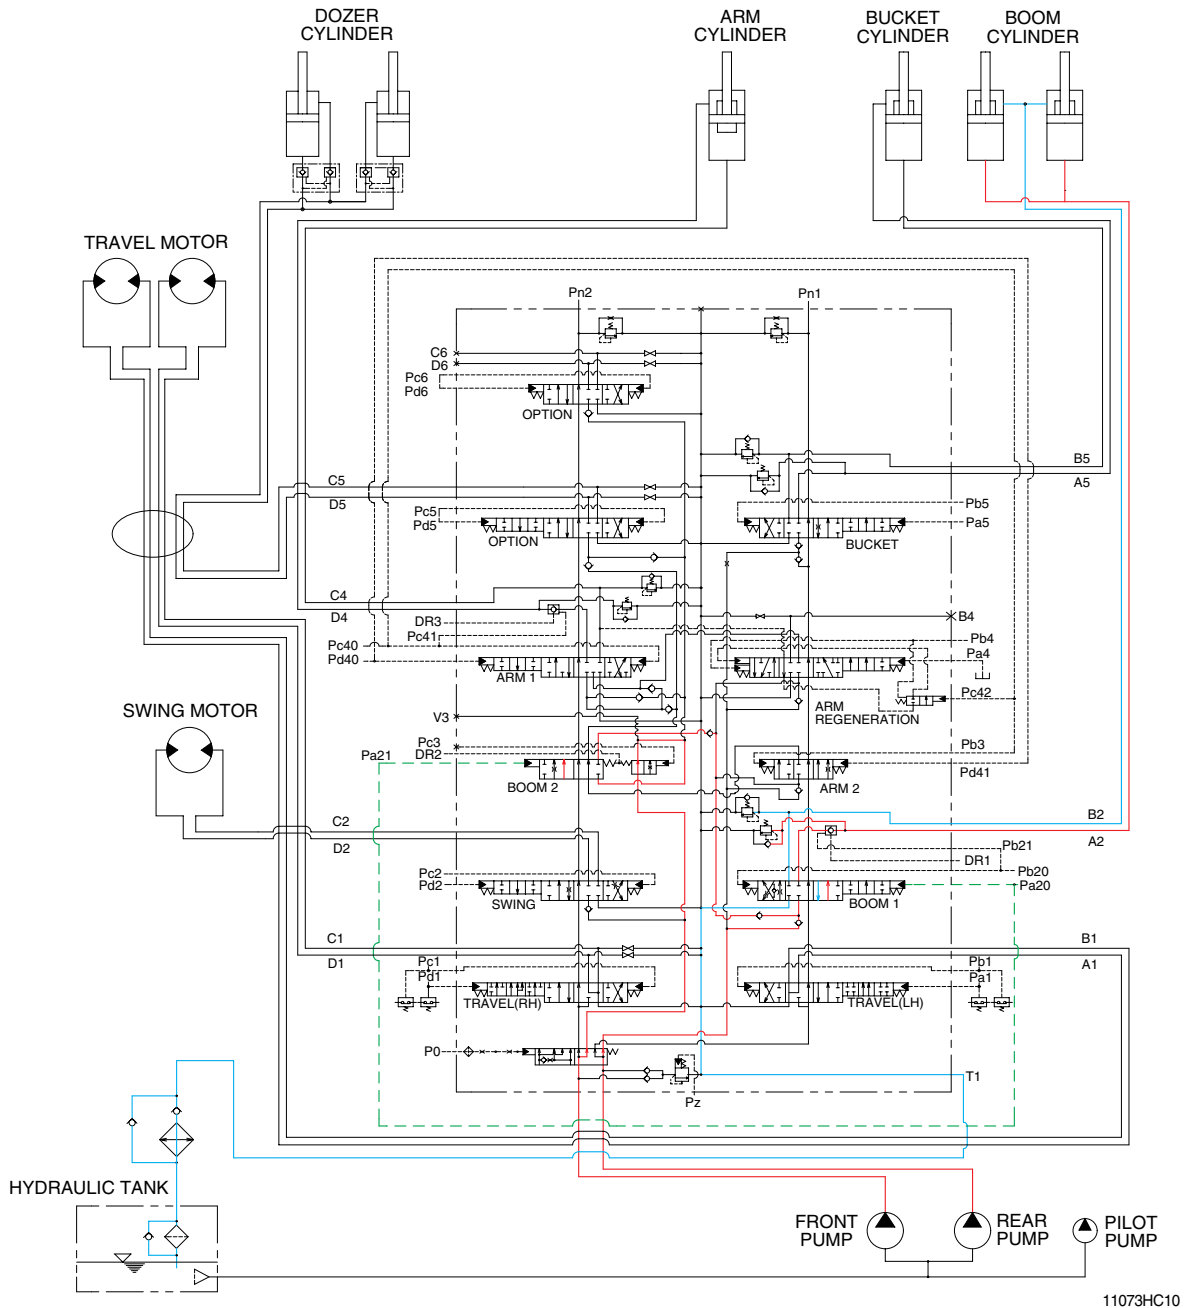 DOZER
CYLINDER
ARM
CYLINDER
BUCKET
CYLINDER
BOOM
CYLINDER
TRAVEL MOTOR
Pn2
Pn1
C6
D6
Pc6
Pd6
OPTION
B5
A5
C5
D5
Pc5
Pd5
OPTION
Pb5
Pa5
BUCKET
C4
D4
DR3
Pc41
B4
Pc40
Pd40
ARM 1
Pb4
Pa4
Pc42
ARM
REGENERATION
SWING MOTOR
V3
Pc3
DR2
Pa21
BOOM 2
Pb3
Pd41
ARM 2
C2
D2
B2
A2
Pb21
DR1
Pc2
Pd2
SWING
Pb20
Pa20
BOOM 1
C1
D1
B1
A1
Pc1
Pd1
TRAVEL(RH)
Pb1
Pa1
TRAVEL(LH)
P0
T1
Pz
HYDRAULIC TANK
FRONT
PUMP
REAR
PUMP
PILOT
PUMP
11073HC10